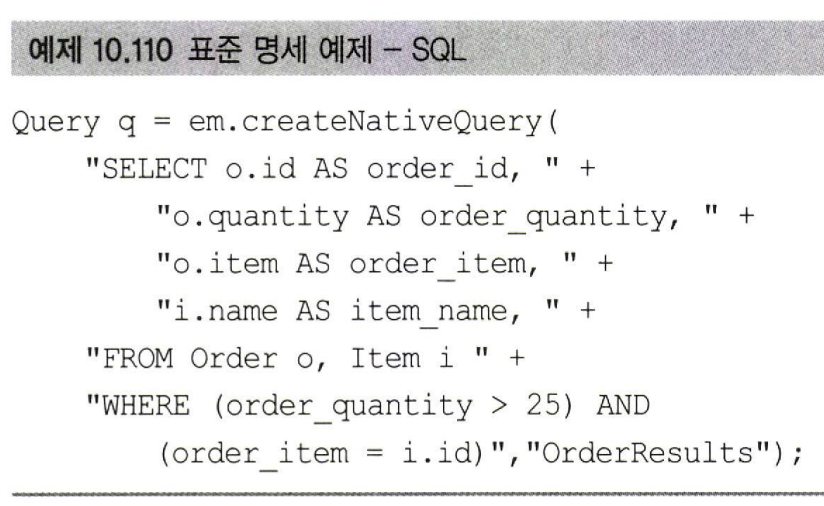 예제 10.110 표준 명세 예제 – SQL
Query q = em.createNativeQuery(
"SELECT o.id AS order_id, " +
"o.quantity AS order_quantity, " +
"o.item AS order_item, " +
"i.name AS item_name, " +
"FROM Order o, Item i " +
"WHERE (order_quantity > 25) AND
(order_item = i.id)","OrderResults");